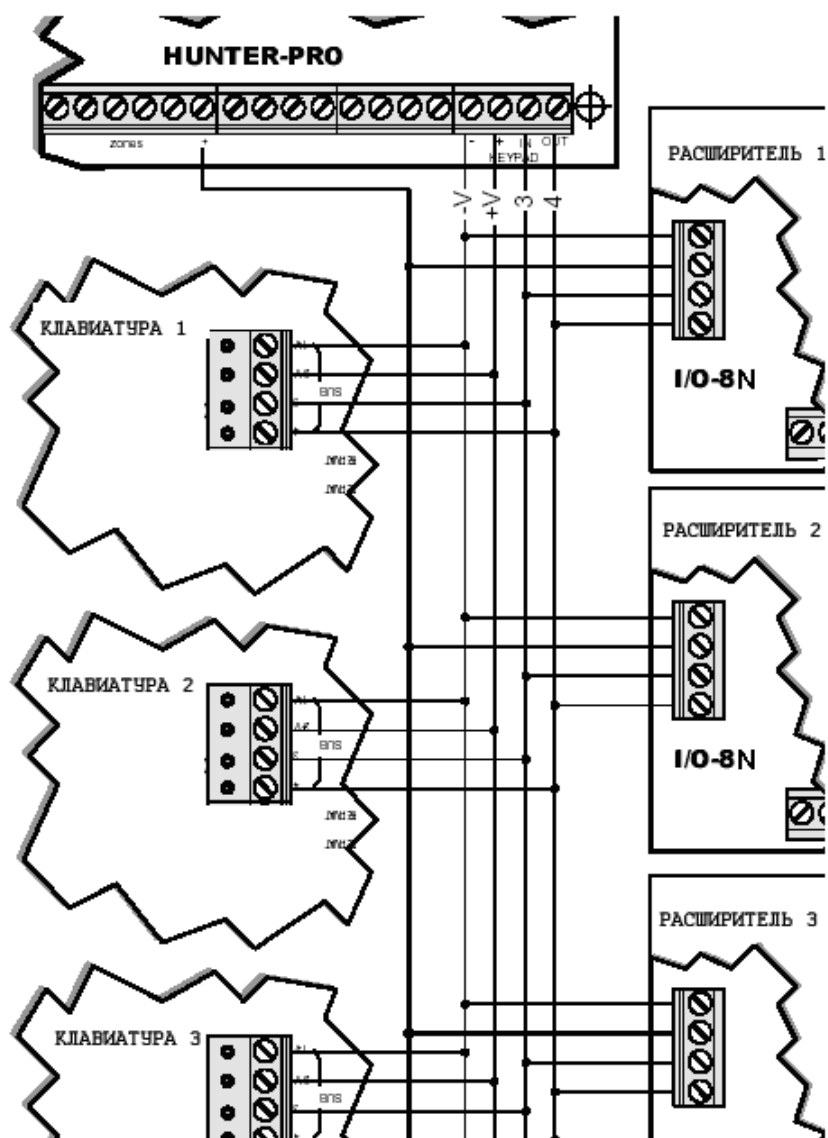 HUNTER-PRO
zones +
- + IN OUT
KEYPAD
-V +V 3 4
РАСШИРИТЕЛЬ 1
I/O-8N
КЛАВИАТУРА 1
BUS
РАСШИРИТЕЛЬ 2
I/O-8N
КЛАВИАТУРА 2
BUS
РАСШИРИТЕЛЬ 3
КЛАВИАТУРА 3
BUS